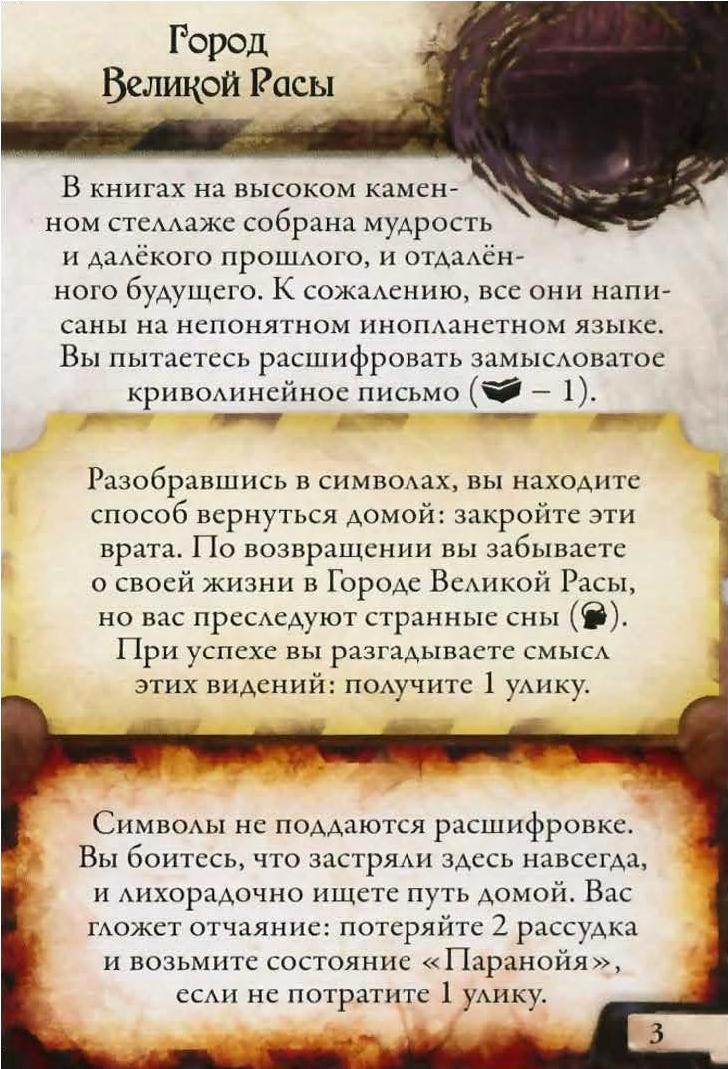 Город
Великой Расы
В книгах на высоком камен-
ном стеллаже собрана мудрость
и далёкого прошлого, и отдалён-
ного будущего. К сожалению, все они напи-
саны на непонятном инопланетном языке.
Вы пытаетесь расшифровать замысловатое
криволинейное письмо ( – 1).
Разобравшись в символах, вы находите
способ вернуться домой: закройте эти
врата. По возвращении вы забываете
о своей жизни в Городе Великой Расы,
но вас преследуют странные сны ( ).
При успехе вы разгадываете смысл
этих видений: получите 1 улику.
Символы не поддаются расшифровке.
Вы боитесь, что застряли здесь навсегда,
и лихорадочно ищете путь домой. Вас
гложет отчаяние: потеряйте 2 рассудка
и возьмите состояние «Паранойя»,
если не потратите 1 улику.
3